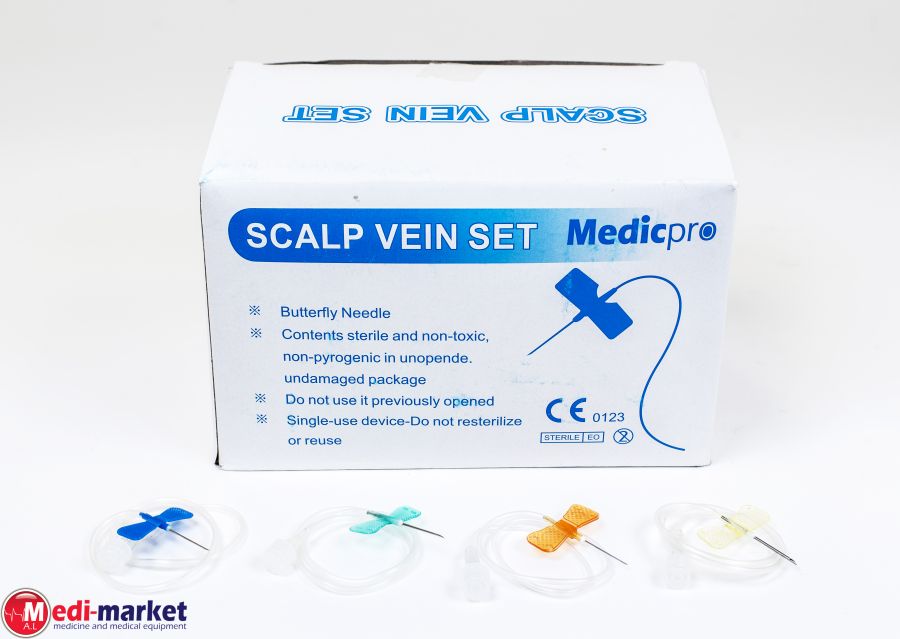 SCALP VEIN SET
SCALP VEIN SET Medicpro
※ Butterfly Needle
※ Contents sterile and non-toxic,
non-pyrogenic in unopende.
undamaged package
※ Do not use it previously opened
※ Single-use device-Do not resterilize
or reuse
CE 0123
STERILE EO
2
Medi-market
A.I.
medicine and medical equipment